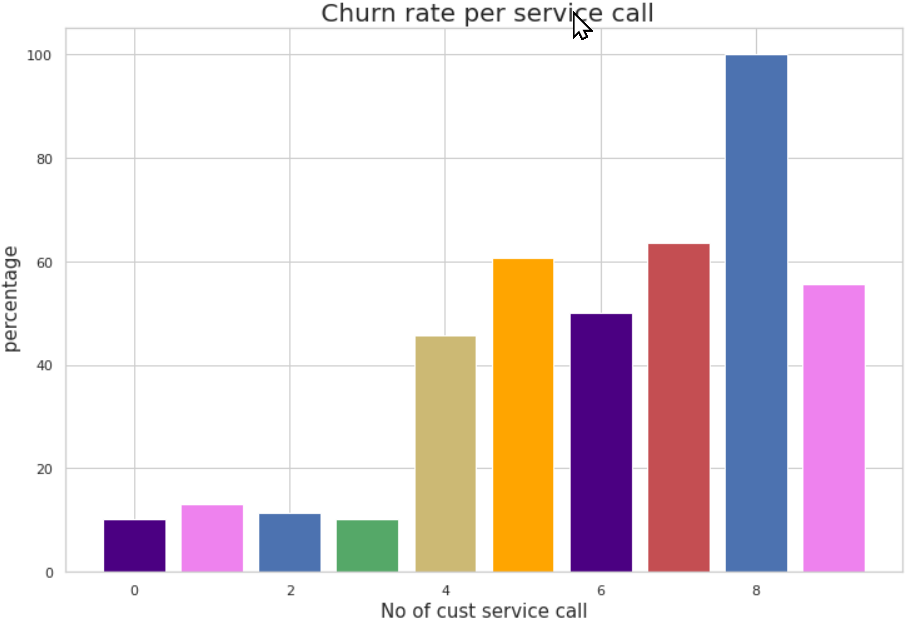 Churn rate per service call
100
80
60
40
20
0
percentage
0 2 4 6 8
No of cust service call